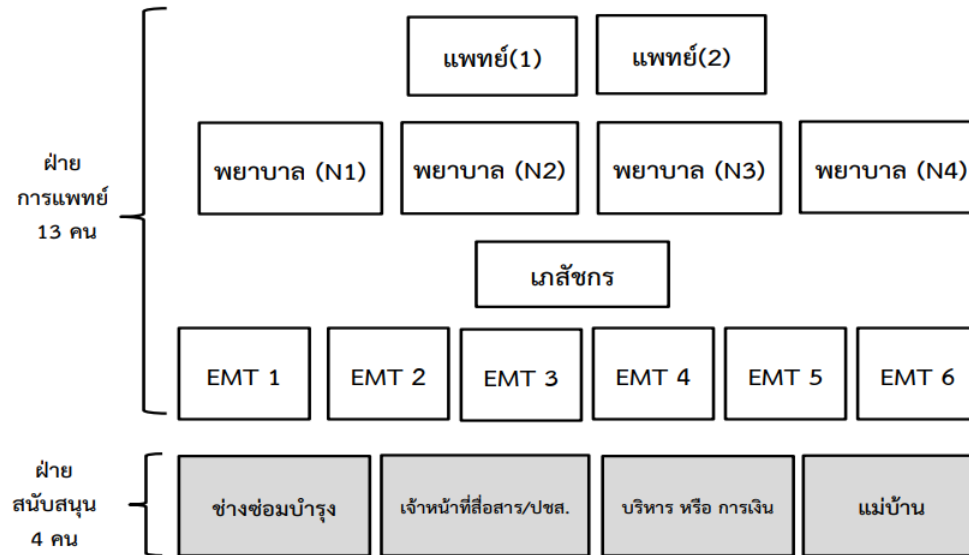 แพทย์(1)
แพทย์(2)
พยาบาล (N1)
พยาบาล (N2)
พยาบาล (N3)
พยาบาล (N4)
ฝ่าย
การแพทย์
13 คน
เภสัชกร
EMT 1
EMT 2
EMT 3
EMT 4
EMT 5
EMT 6
ฝ่าย
สนับสนุน
4 คน
ช่างซ่อมบำรุง
เจ้าหน้าที่สื่อสาร/ปชส.
บริหาร หรือ การเงิน
แม่บ้าน